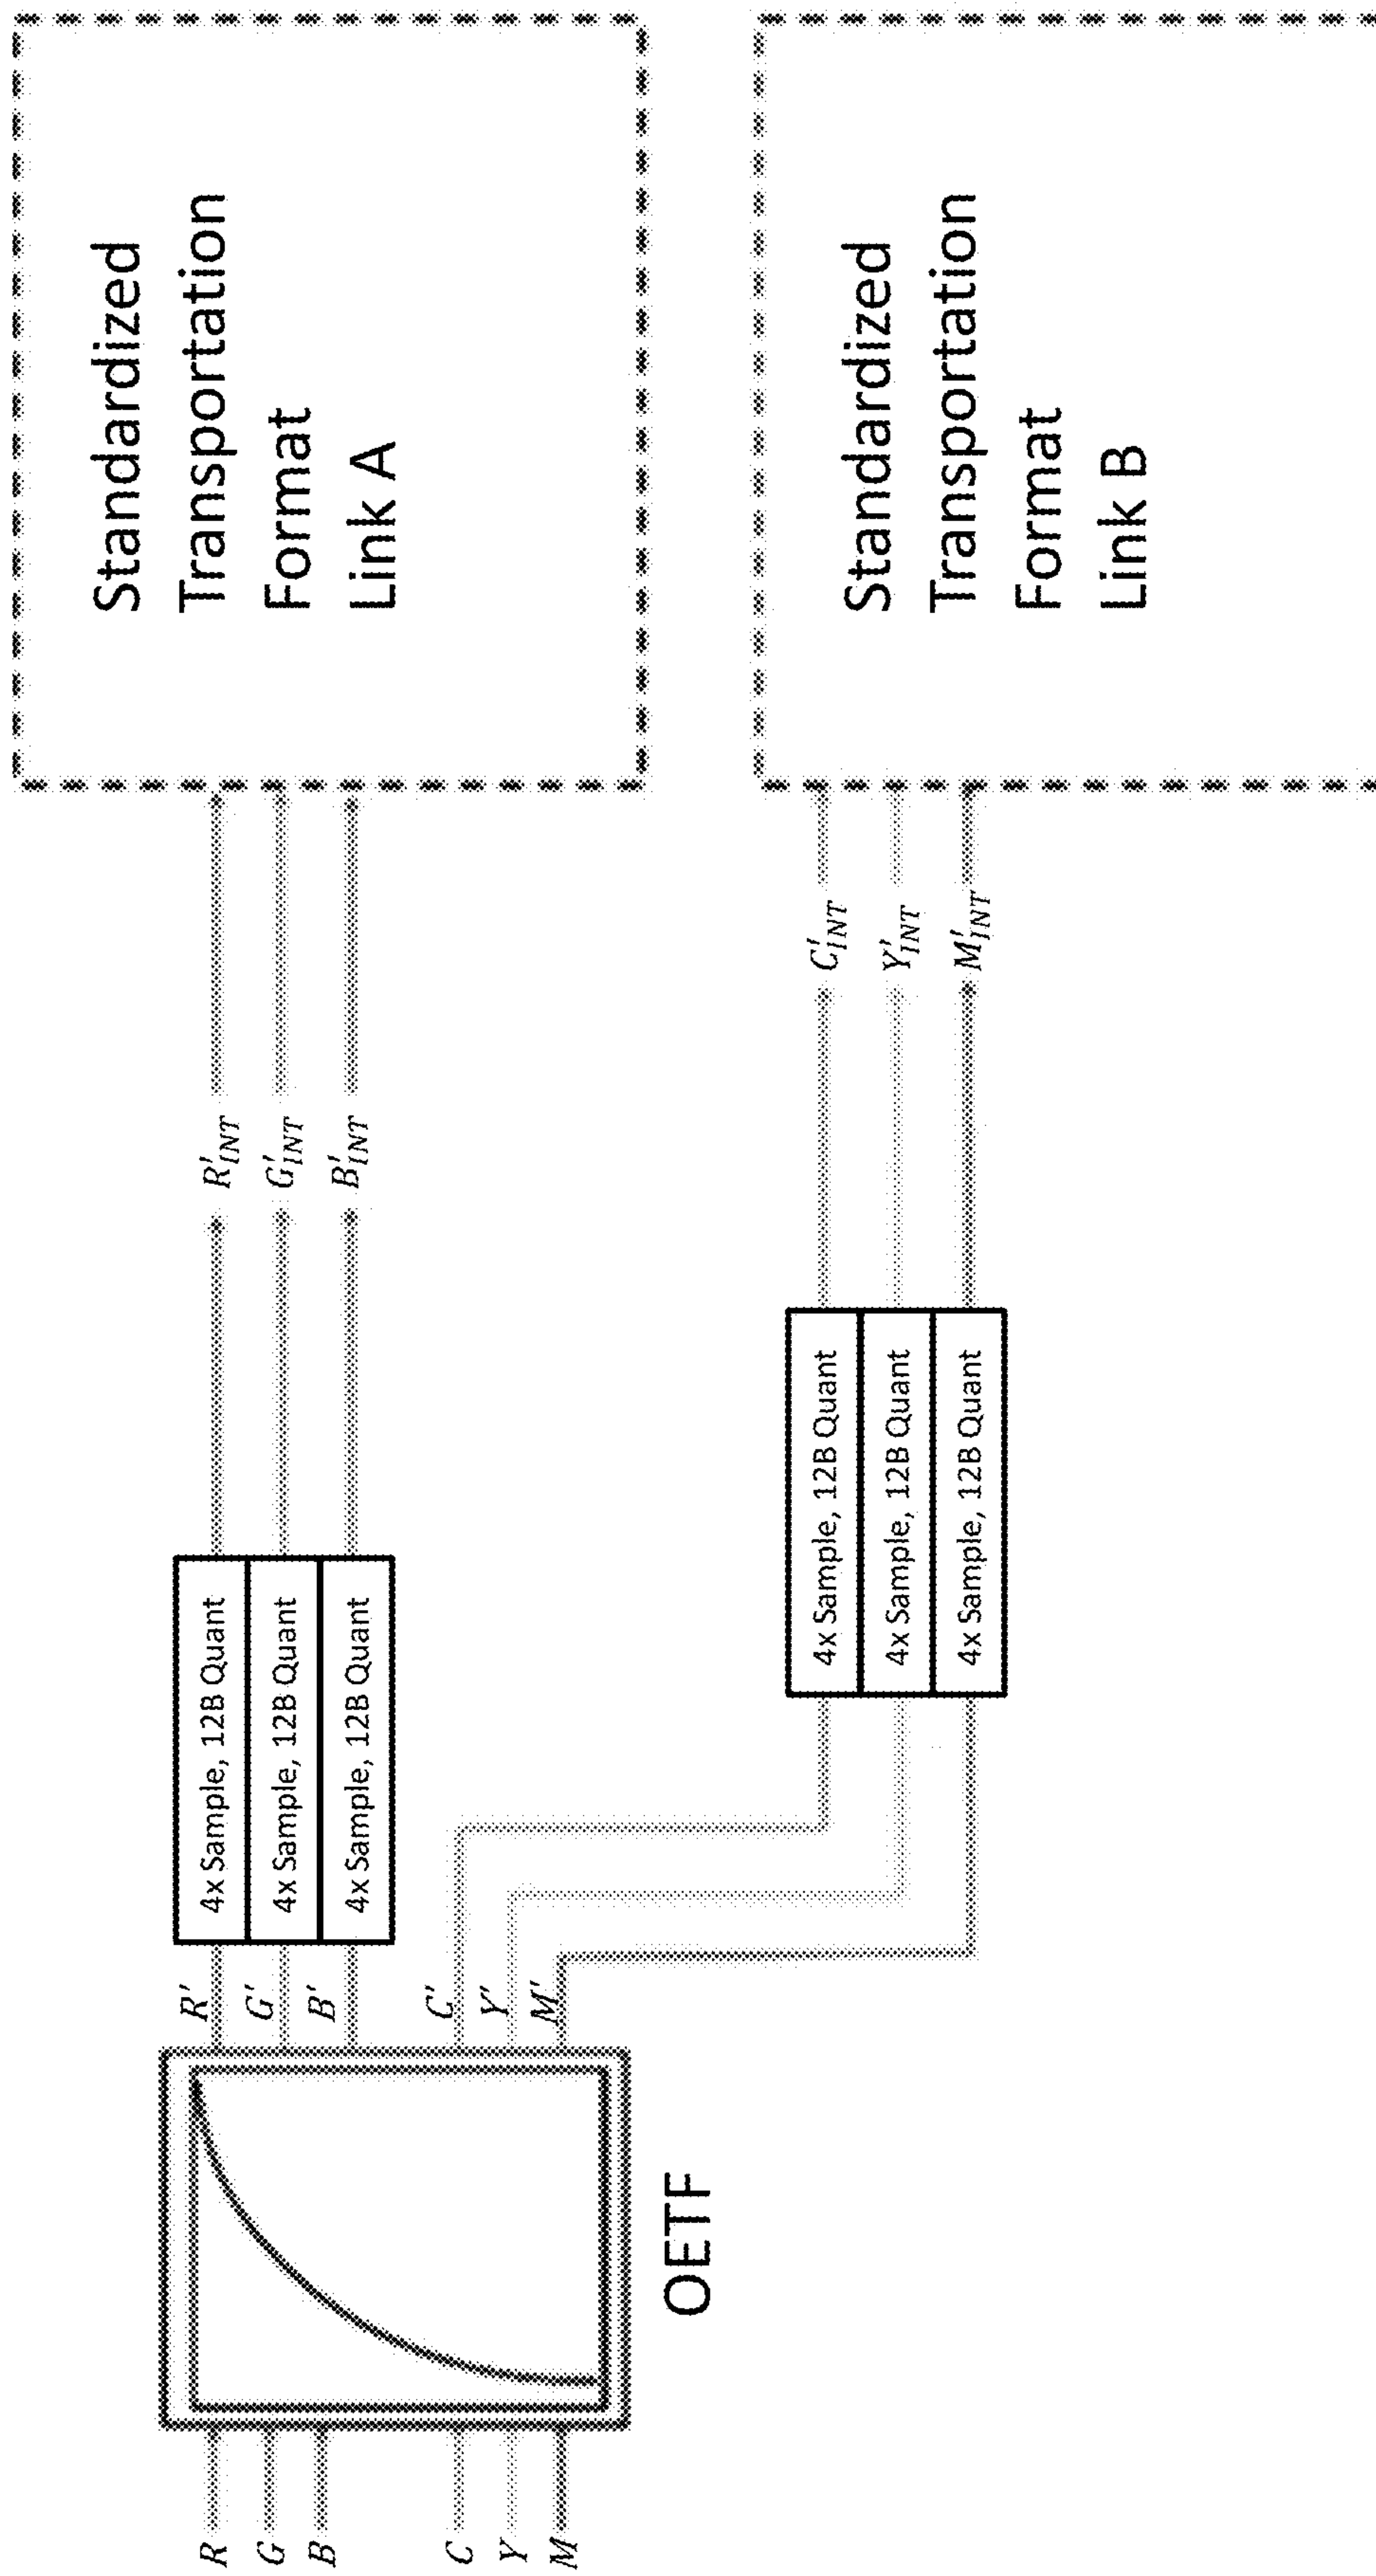 R
G
B
C
Y
M
OETF
R'
G'
B'
C'
Y'
M'
4x Sample, 12B Quant
4x Sample, 12B Quant
4x Sample, 12B Quant
4x Sample, 12B Quant
4x Sample, 12B Quant
4x Sample, 12B Quant
R'INT
G'INT
B'INT
C'INT
Y'INT
M'INT
Standardized
Transportation
Format
Link A
Standardized
Transportation
Format
Link B